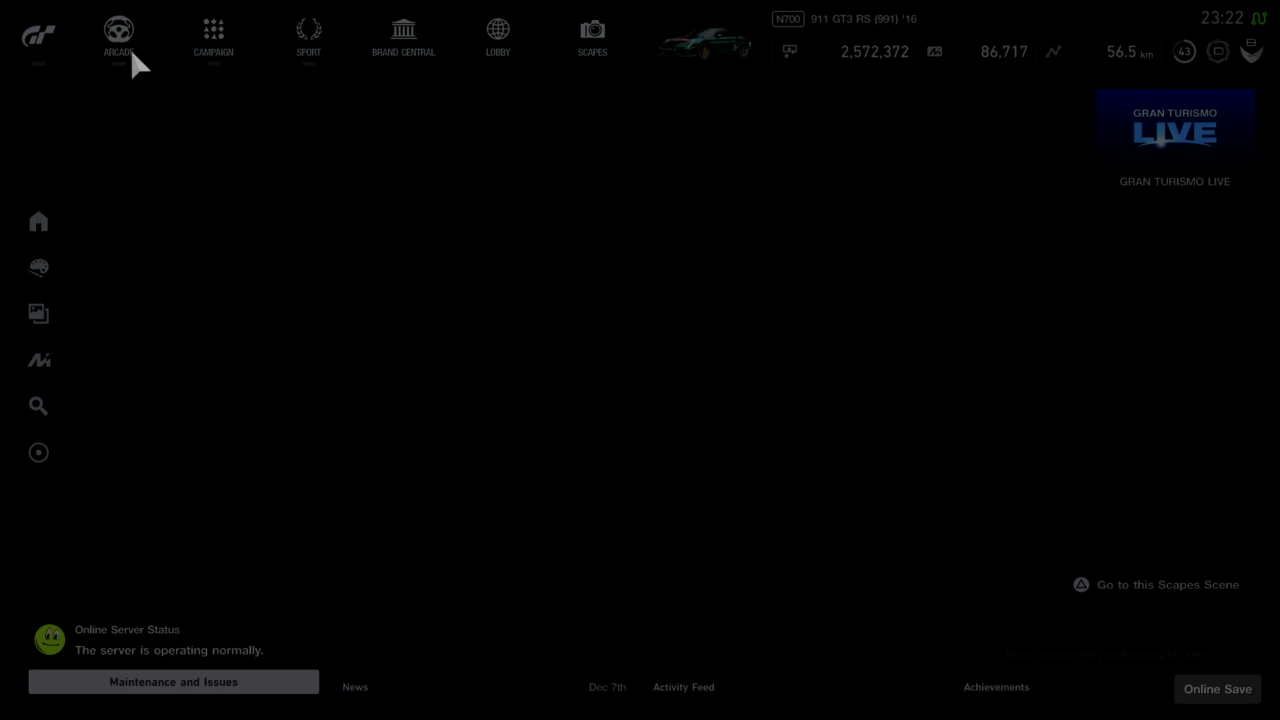 ARCADE
CAMPAIGN
SPORT
BRAND CENTRAL
LOBBY
SCAPES
N700 911 GT3 RS (991) '16
23:22
2,572,372
86,717
56.5 km
43
GRAN TURISMO
LIVE
GRAN TURISMO LIVE
Go to this Scapes Scene
Online Server Status
The server is operating normally.
Maintenance and Issues
News
Dec 7th
Activity Feed
Achievements
Online Save